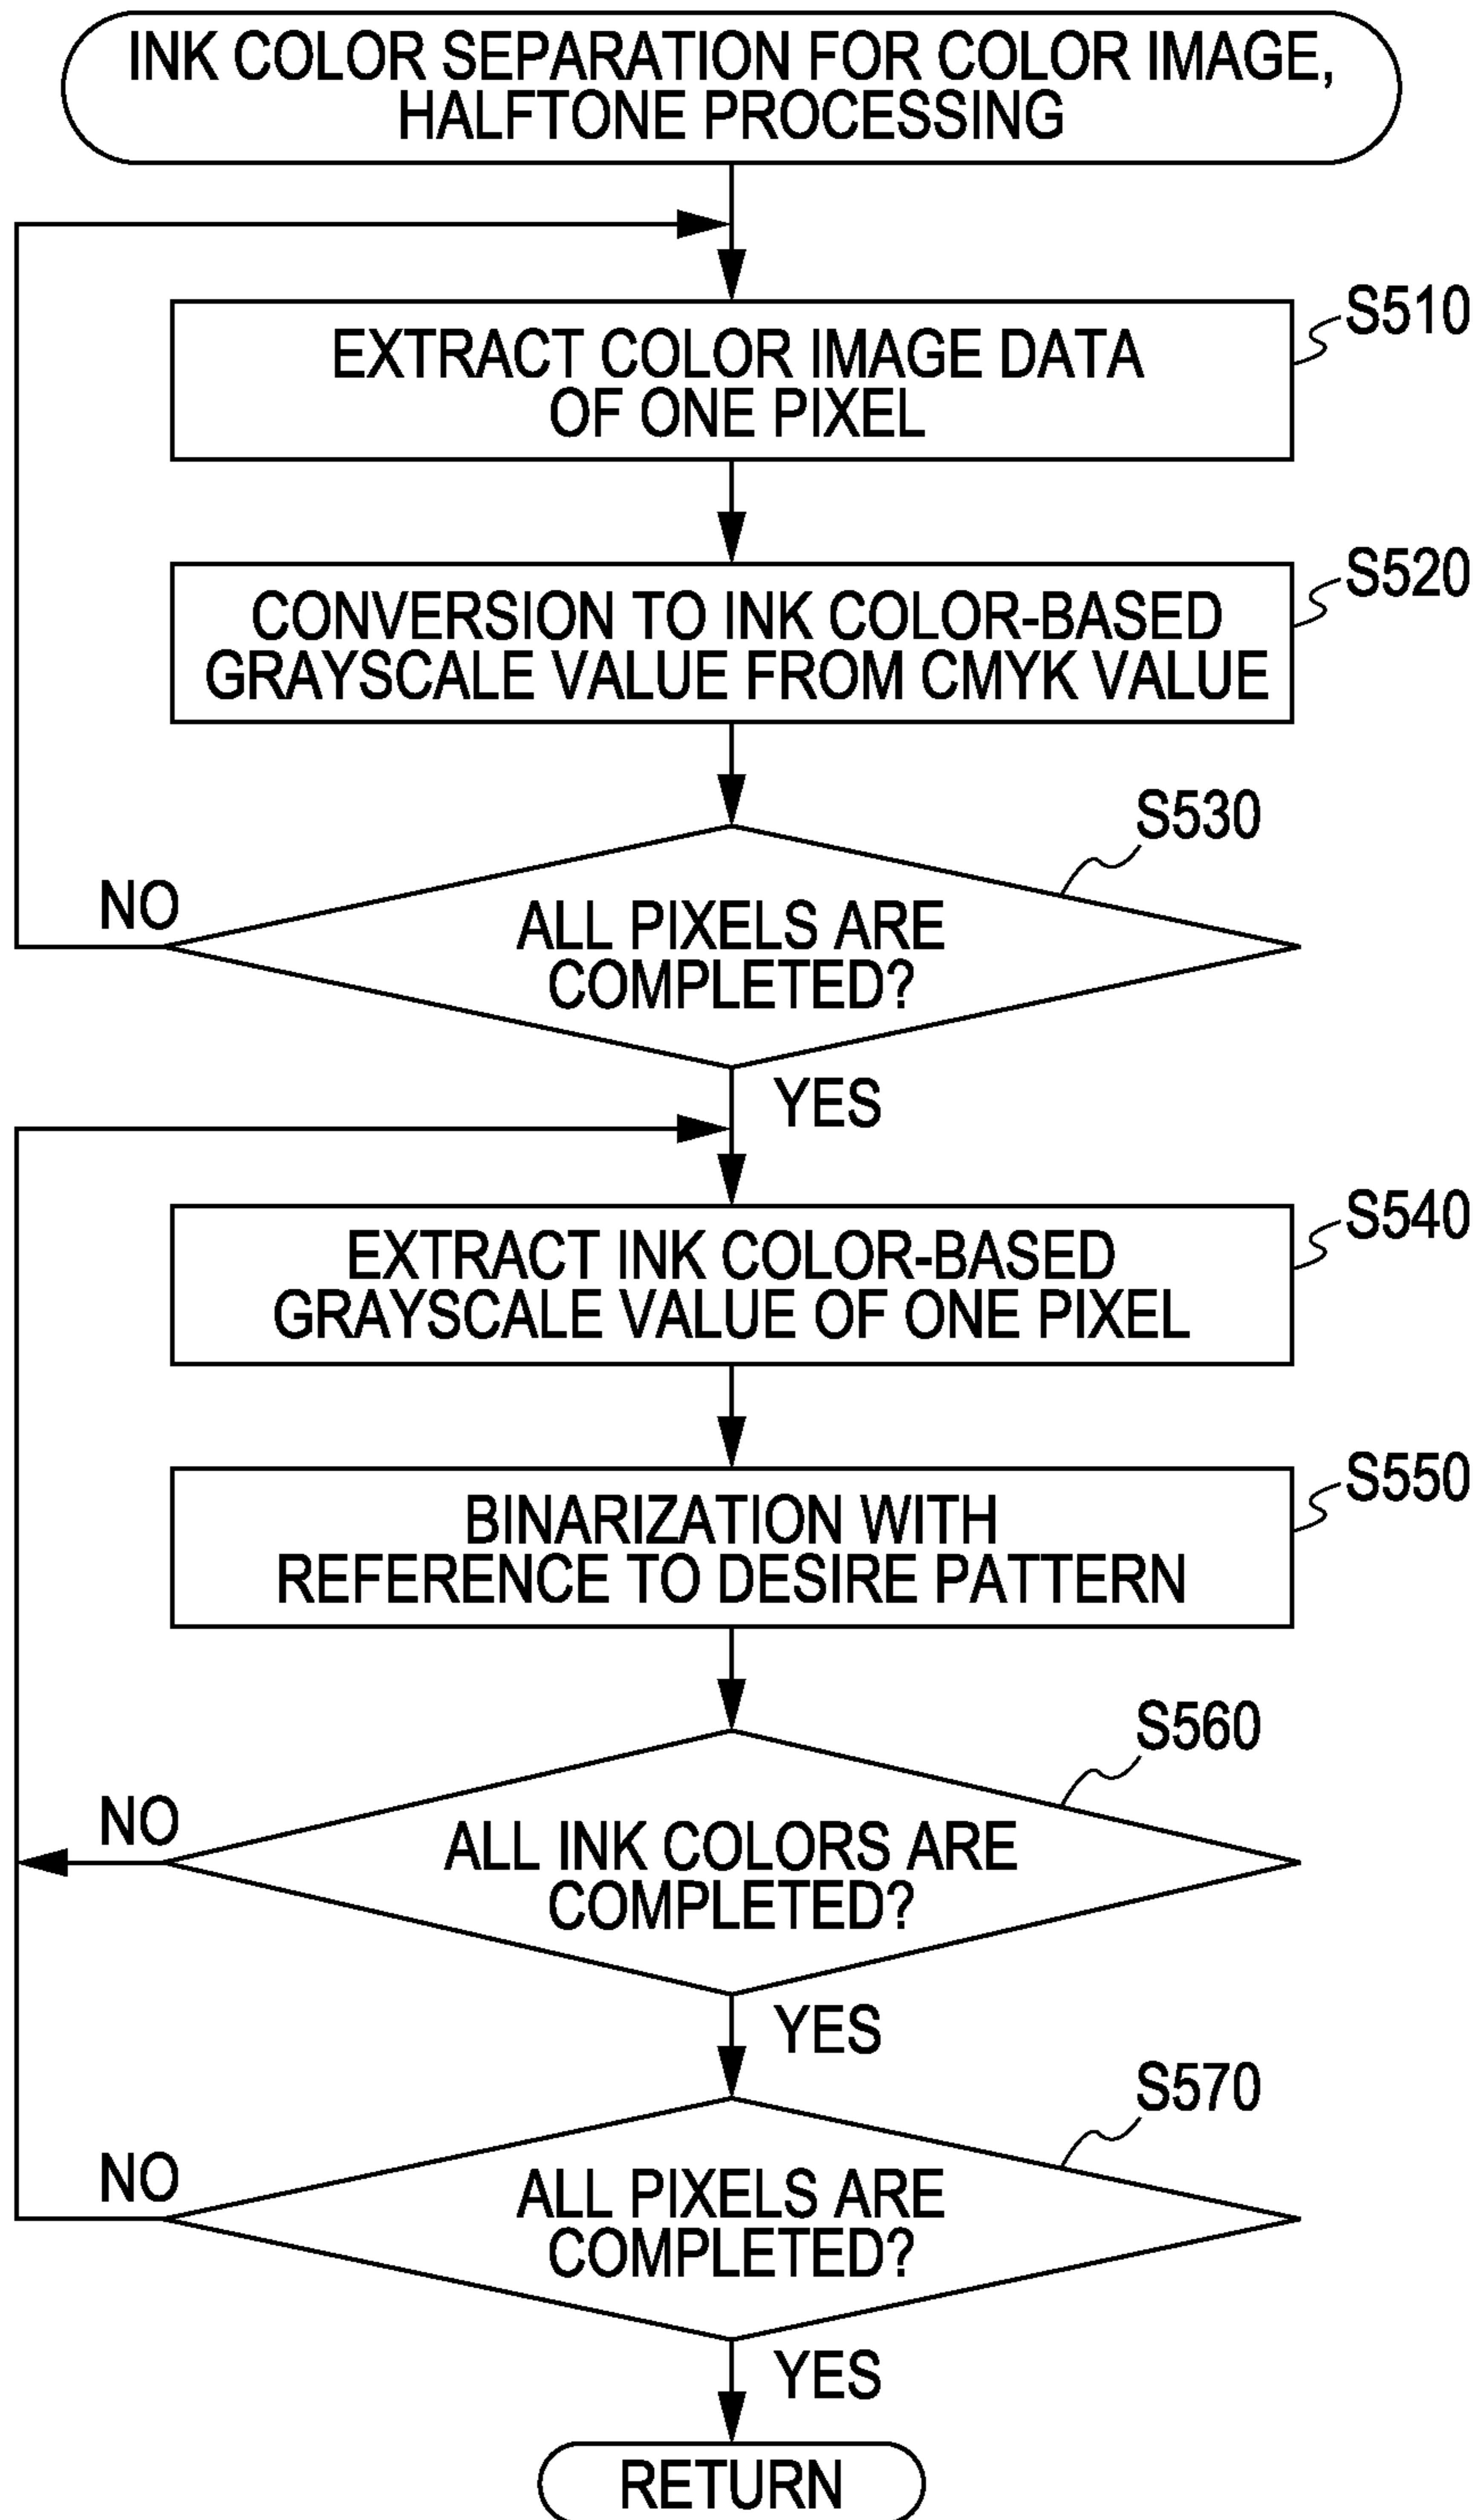 INK COLOR SEPARATION FOR COLOR IMAGE,
HALFTONE PROCESSING
S510
EXTRACT COLOR IMAGE DATA
OF ONE PIXEL
S520
CONVERSION TO INK COLOR-BASED
GRAYSCALE VALUE FROM CMYK VALUE
S530
NO
ALL PIXELS ARE
COMPLETED?
YES
S540
EXTRACT INK COLOR-BASED
GRAYSCALE VALUE OF ONE PIXEL
S550
BINARIZATION WITH
REFERENCE TO DESIRE PATTERN
S560
NO
ALL INK COLORS ARE
COMPLETED?
YES
S570
NO
ALL PIXELS ARE
COMPLETED?
YES
RETURN